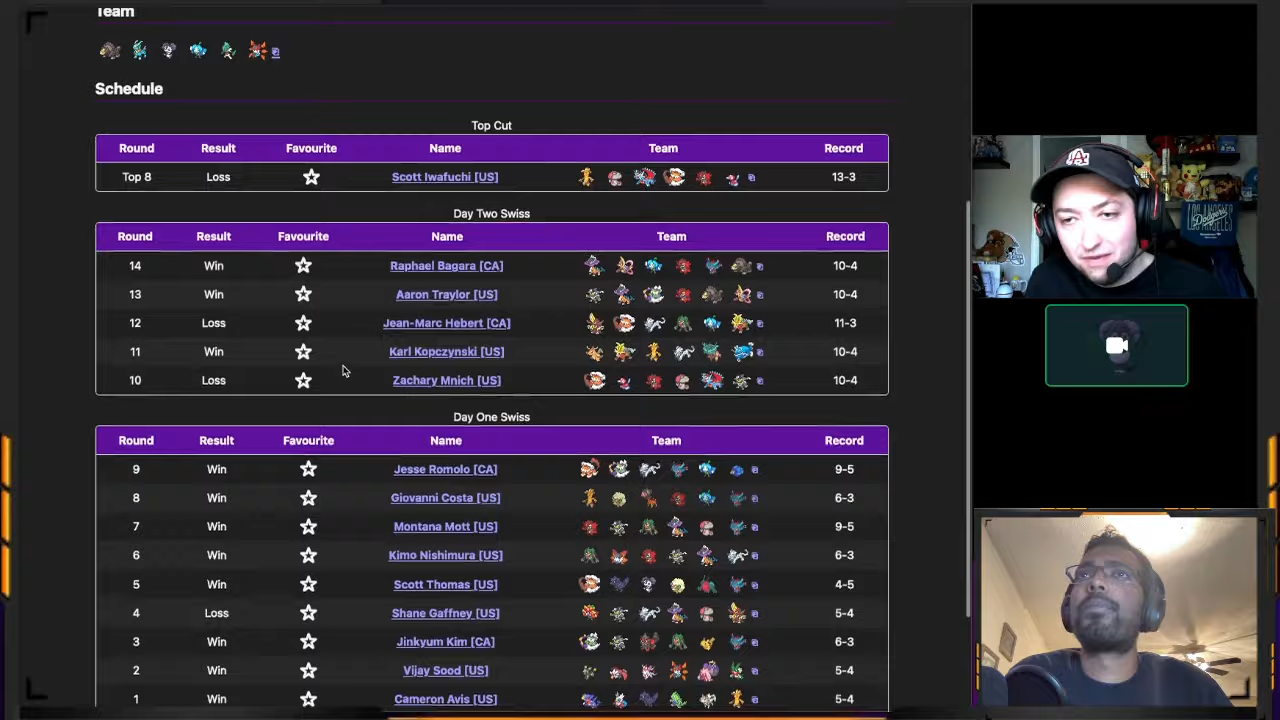 Team
Schedule
Top Cut
Round Result Favourite Name Team Record
Top 8 Loss Scott Iwafuchi [US] 13-3
Day Two Swiss
Round Result Favourite Name Team Record
14 Win Raphael Bagara [CA] 10-4
13 Win Aaron Traylor [US] 10-4
12 Loss Jean-Marc Hebert [CA] 11-3
11 Win Karl Kopczynski [US] 10-4
10 Loss Zachary Mnich [US] 10-4
Day One Swiss
Round Result Favourite Name Team Record
9 Win Jesse Romolo [CA] 9-5
8 Win Giovanni Costa [US] 6-3
7 Win Montana Mott [US] 9-5
6 Win Kimo Nishimura [US] 6-3
5 Win Scott Thomas [US] 4-5
4 Loss Shane Gaffney [US] 5-4
3 Win Jinkyum Kim [CA] 6-3
2 Win Vijay Sood [US] 5-4
1 Win Cameron Avis [US] 5-4
A
LOS ANGELES
Dodgers